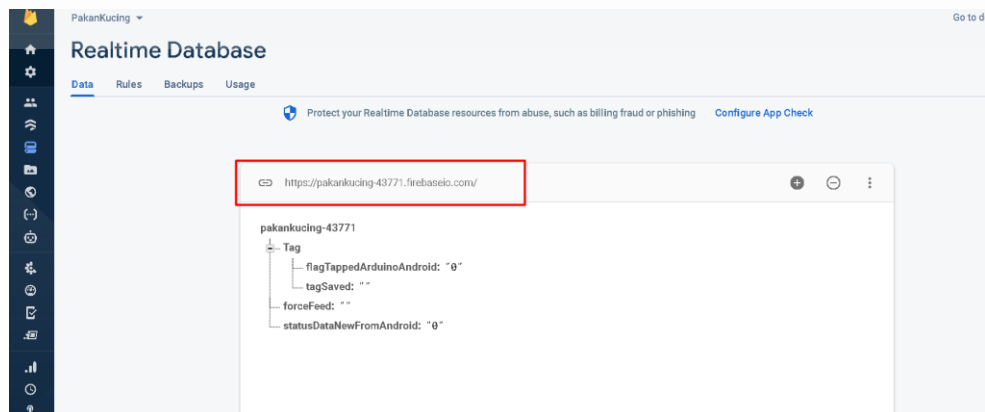 PakanKucing
Go to d
Realtime Database
Data Rules Backups Usage
Protect your Realtime Database resources from abuse, such as billing fraud or phishing Configure App Check
https://pakankucing-43771.firebaseio.com/
pakankucing-43771
Tag
flagTappedArduinoAndroid: "0"
tagSaved: ""
forceFeed: ""
statusDataNewFromAndroid: "0"